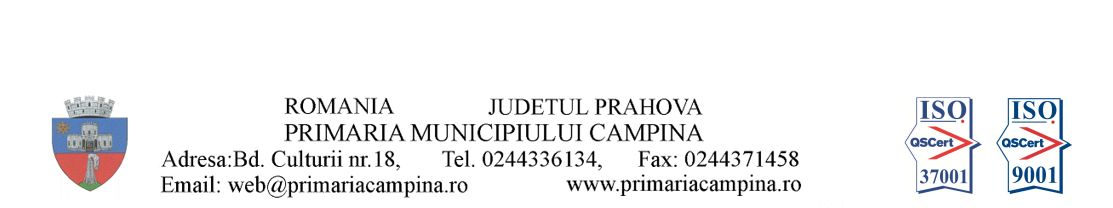 ROMANIA JUDETUL PRAHOVA
PRIMARIA MUNICIPIULUI CAMPINA
Adresa:Bd. Culturii nr.18, Tel. 0244336134, Fax: 0244371458
Email: web@primariacampina.ro www.primariacampina.ro
ISO
QSCert
37001
ISO
QSCert
9001